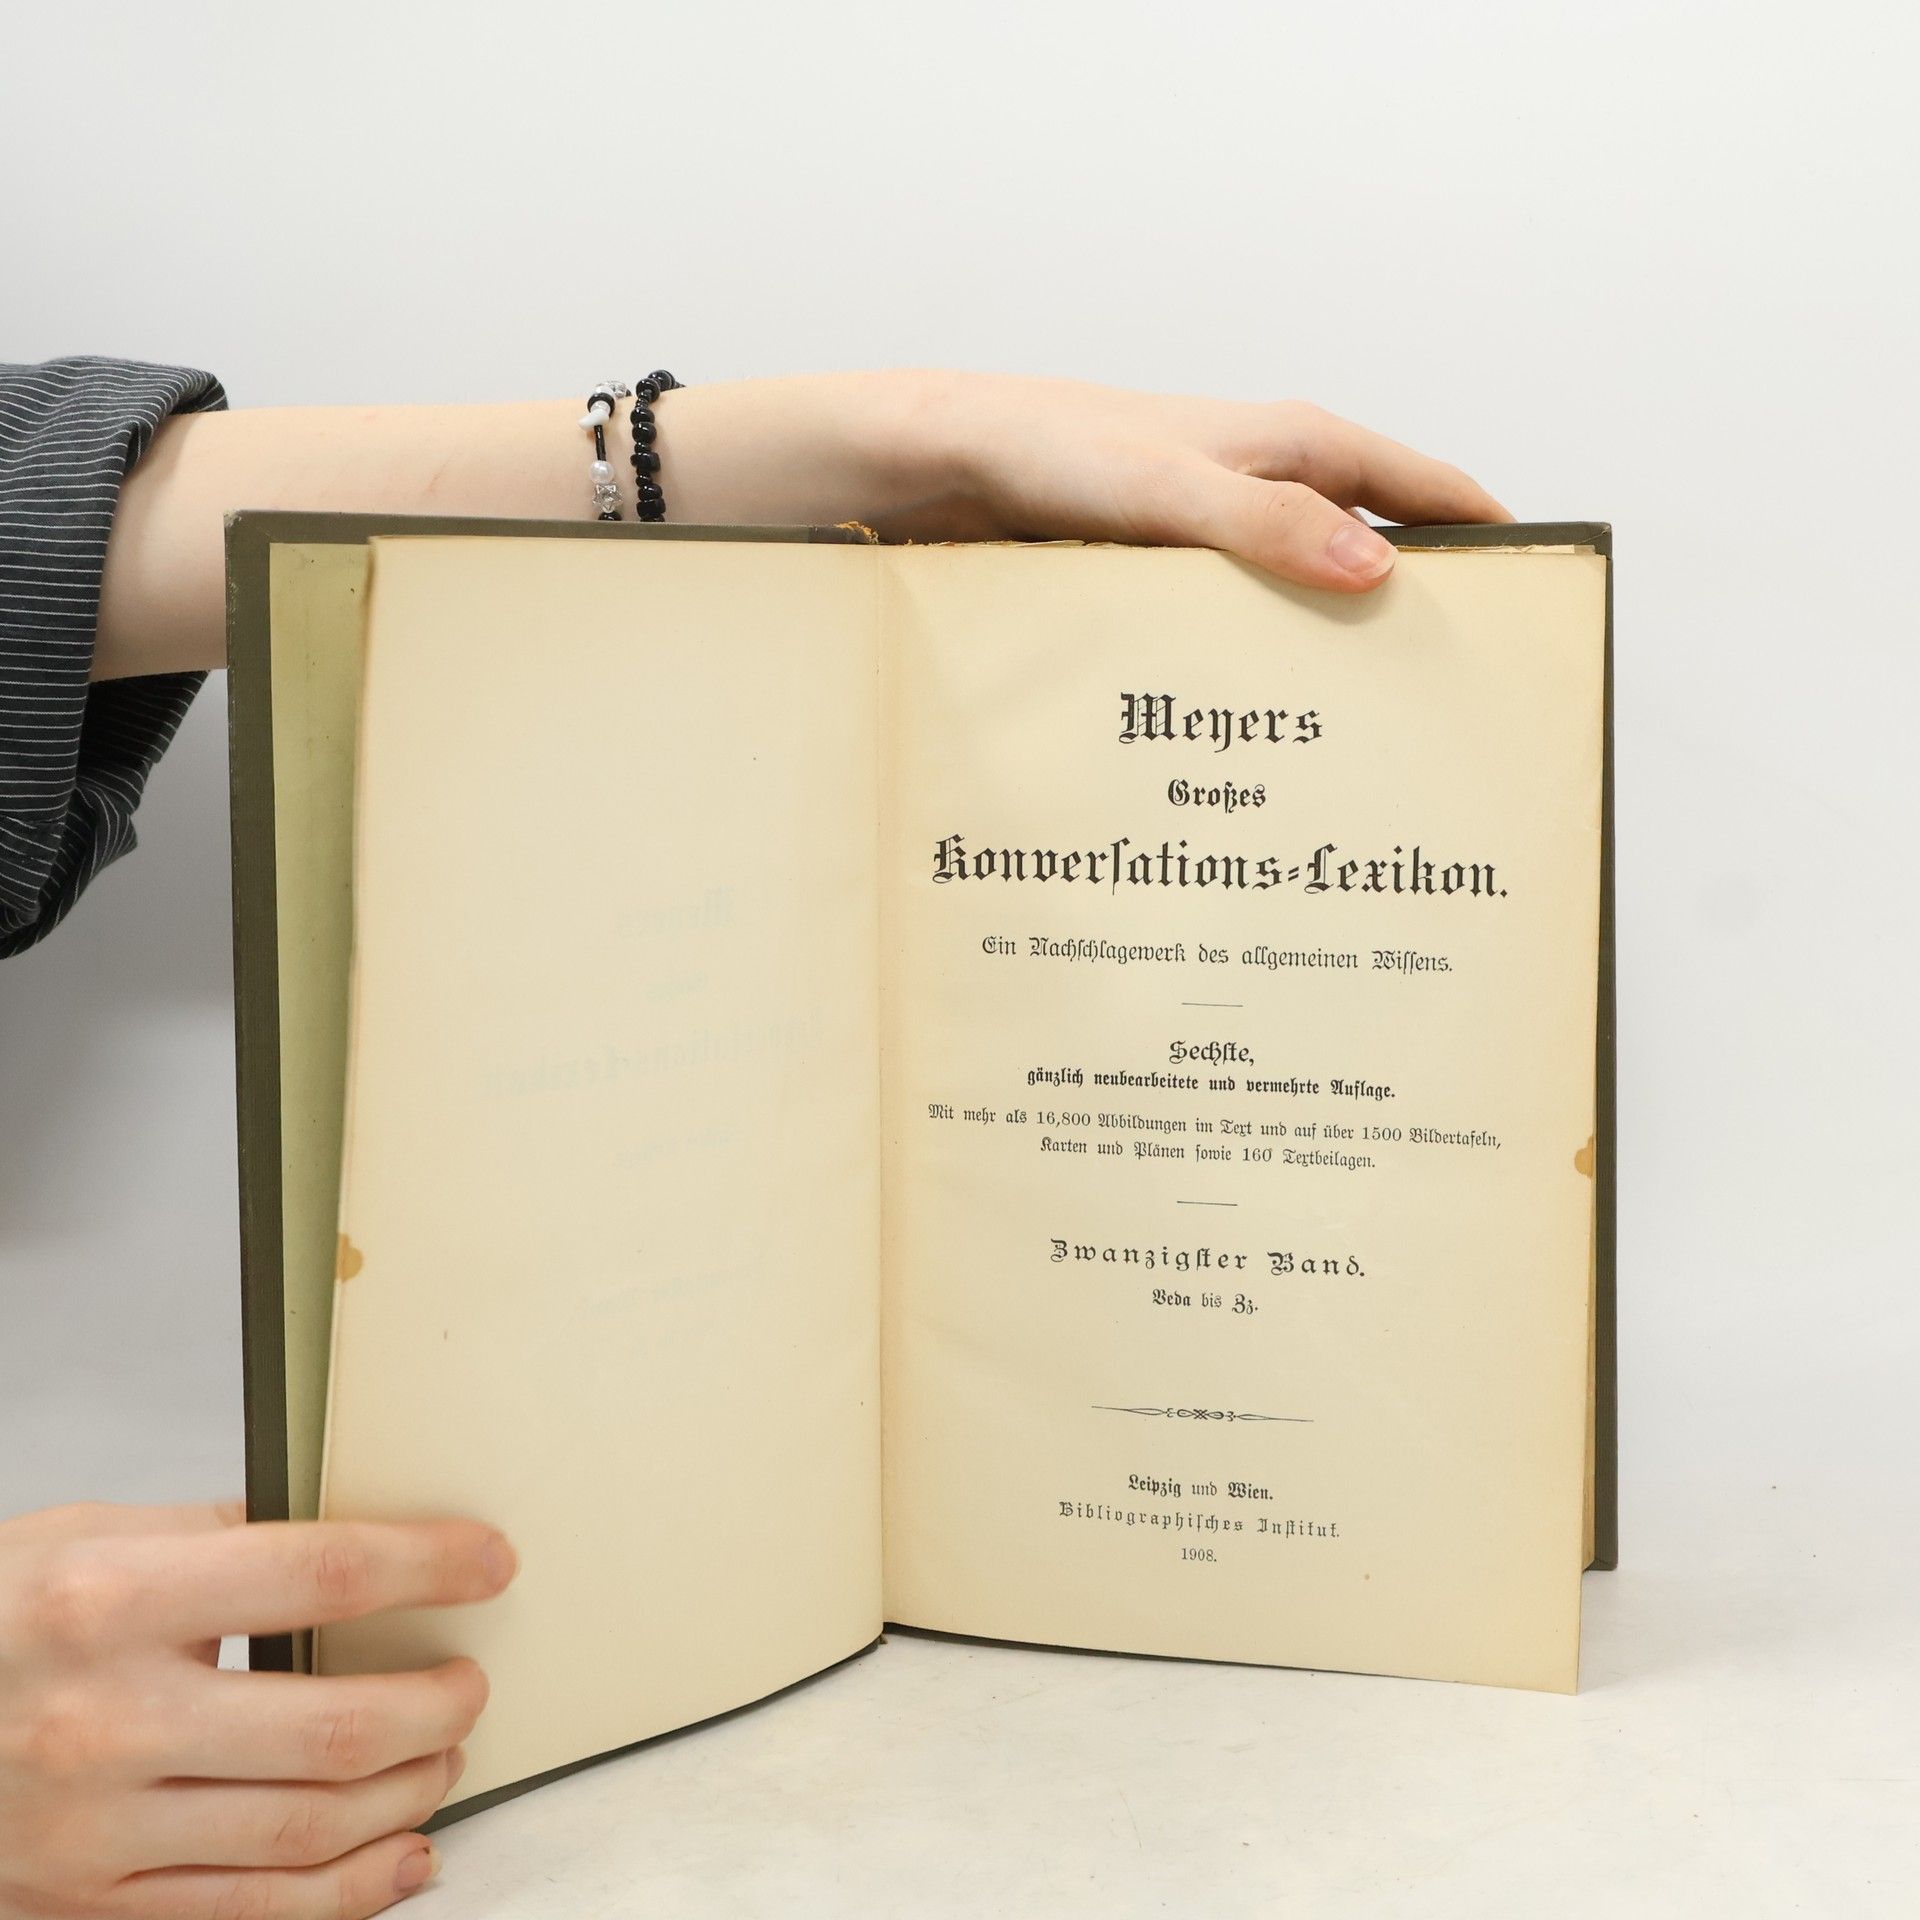 Meyers
Großes
Konverſations=Lexikon.
Ein Nachſchlagewerk des allgemeinen Wiſſens.
Sechſte,
gänzlich neubearbeitete und vermehrte Auflage.
Mit mehr als 16,800 Abbildungen im Text und auf über 1500 Bildertafeln,
Karten und Plänen ſowie 160 Textbeilagen.
Zwanzigſter Band.
Veda bis Zz.
Leipzig und Wien.
Bibliographiſches Inſtitut.
1908.